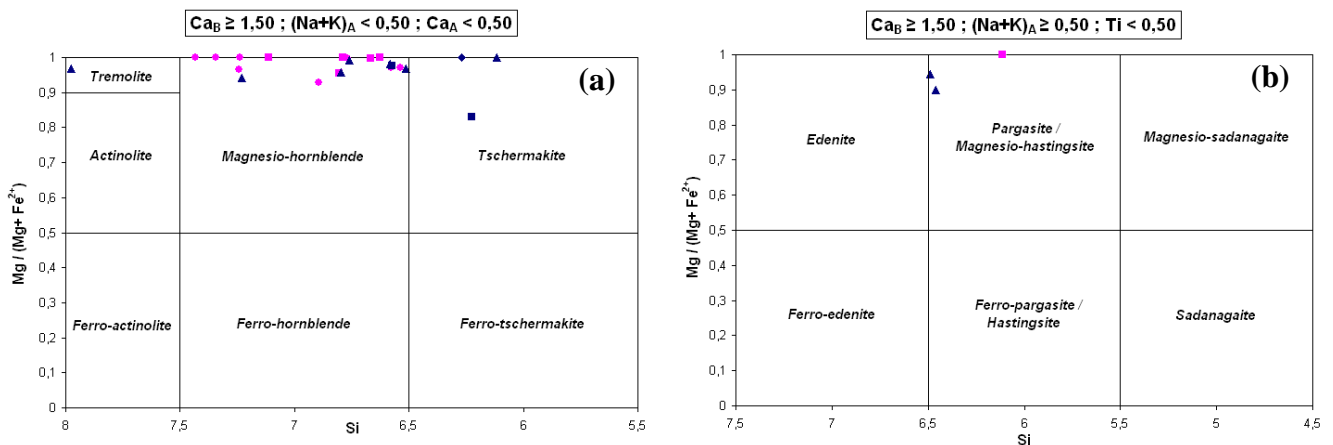 Ca_B ≥ 1,50 ; (Na+K)_A < 0,50 ; Ca_A < 0,50
(a)
Mg / (Mg+ Fe²⁺)
1
0,9
0,8
0,7
0,6
0,5
0,4
0,3
0,2
0,1
0
Tremolite
Actinolite
Magnesio-hornblende
Tschermakite
Ferro-actinolite
Ferro-hornblende
Ferro-tschermakite
8
7,5
7
6,5
6
5,5
Si
Ca_B ≥ 1,50 ; (Na+K)_A ≥ 0,50 ; Ti < 0,50
(b)
Mg / (Mg+ Fe²⁺)
1
0,9
0,8
0,7
0,6
0,5
0,4
0,3
0,2
0,1
0
Edenite
Pargasite /
Magnesio-hastingsite
Magnesio-sadanagaite
Ferro-edenite
Ferro-pargasite /
Hastingsite
Sadanagaite
7,5
7
6,5
6
5,5
5
4,5
Si